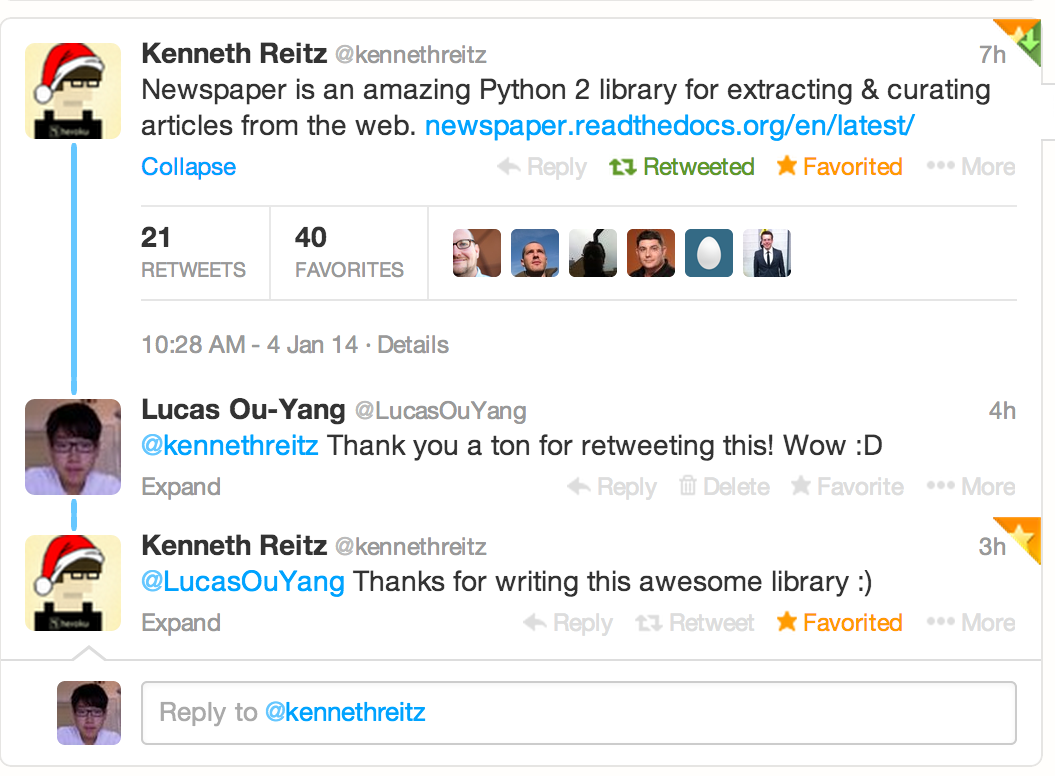 Kenneth Reitz @kennethreitz 7h
Newspaper is an amazing Python 2 library for extracting & curating
articles from the web. newspaper.readthedocs.org/en/latest/
Collapse Reply Retweeted Favorited More
21 40
RETWEETS FAVORITES
10:28 AM - 4 Jan 14 · Details
Lucas Ou-Yang @LucasOuYang 4h
@kennethreitz Thank you a ton for retweeting this! Wow :D
Expand Reply Delete Favorite More
Kenneth Reitz @kennethreitz 3h
@LucasOuYang Thanks for writing this awesome library :)
Expand Reply Retweet Favorited More
Reply to @kennethreitz